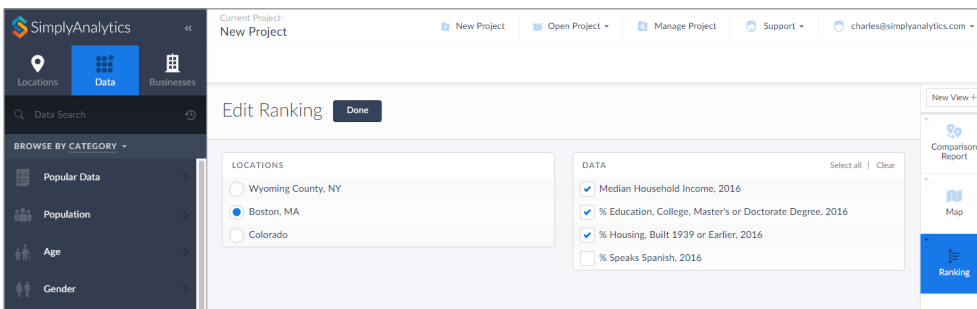 SimplyAnalytics «
Locations Data Businesses
Data Search
BROWSE BY CATEGORY
Popular Data
Population
Age
Gender
Current Project:
New Project
New Project Open Project Manage Project Support charles@simplyanalytics.com
Edit Ranking Done
LOCATIONS
Wyoming County, NY
Boston, MA
Colorado
DATA Select all | Clear
Median Household Income, 2016
% Education, College, Master's or Doctorate Degree, 2016
% Housing, Built 1939 or Earlier, 2016
% Speaks Spanish, 2016
New View +
Comparison
Report
Map
Ranking